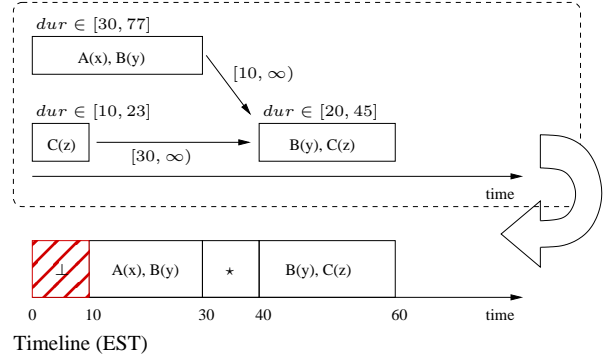 dur ∈ [30, 77]
A(x), B(y)
[10, ∞)
dur ∈ [10, 23]
dur ∈ [20, 45]
C(z)
B(y), C(z)
[30, ∞)
time
⊥ A(x), B(y) ⋆ B(y), C(z)
0 10 30 40 60 time
Timeline (EST)